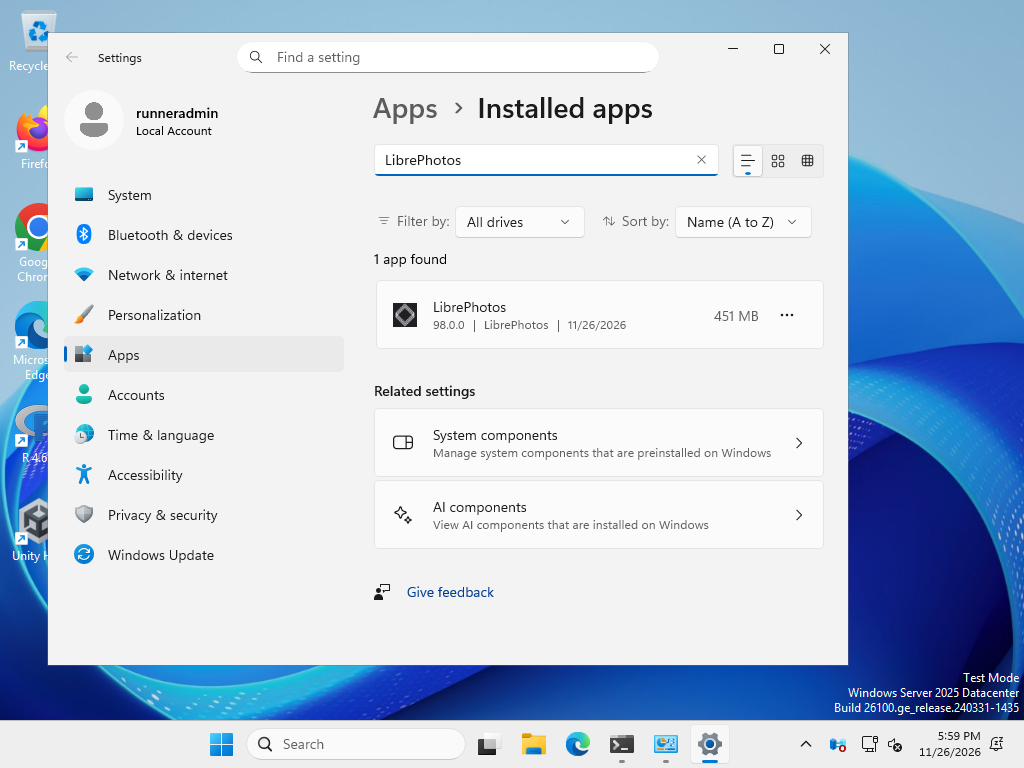 Recycle
Firefo
Goog
Chron
Micros
Edge
R 4.6
Unity H
Settings
Find a setting
runneradmin
Local Account
System
Bluetooth & devices
Network & internet
Personalization
Apps
Accounts
Time & language
Accessibility
Privacy & security
Windows Update
Apps > Installed apps
LibrePhotos
Filter by: All drives
Sort by: Name (A to Z)
1 app found
LibrePhotos
98.0.0 | LibrePhotos | 11/26/2026
451 MB
Related settings
System components
Manage system components that are preinstalled on Windows
AI components
View AI components that are installed on Windows
Give feedback
Test Mode
Windows Server 2025 Datacenter
Build 26100.ge_release.240331-1435
Search
5:59 PM
11/26/2026